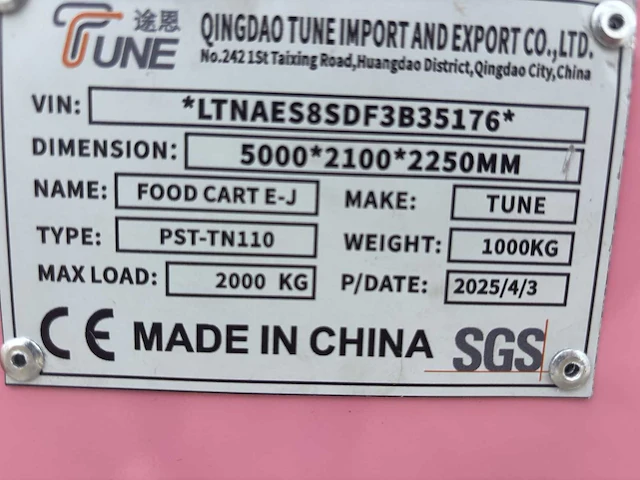 TUNE 途恩
QINGDAO TUNE IMPORT AND EXPORT CO.,LTD.
No.242 1St Taixing Road,Huangdao District,Qingdao City,China
VIN: *LTNAES8SDF3B35176*
DIMENSION: 5000*2100*2250MM
NAME: FOOD CART E-J MAKE: TUNE
TYPE: PST-TN110 WEIGHT: 1000KG
MAX LOAD: 2000 KG P/DATE: 2025/4/3
CE MADE IN CHINA SGS